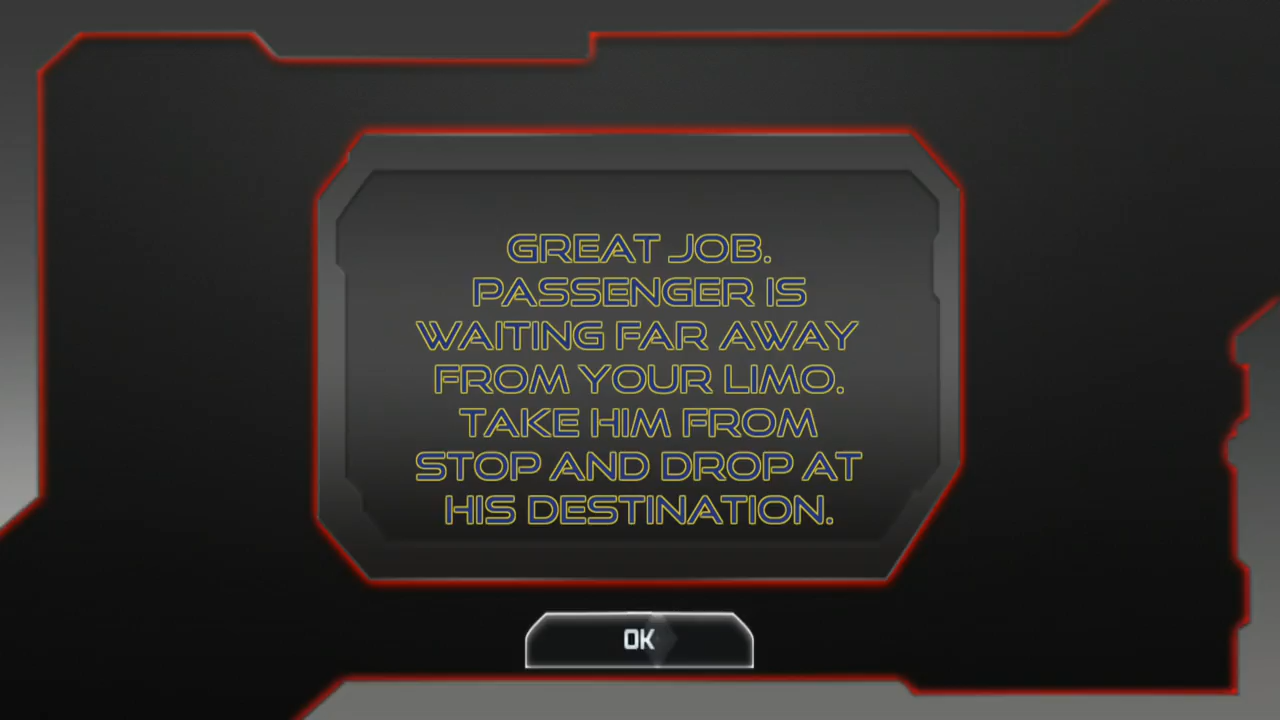 GREAT JOB.
PASSENGER IS
WAITING FAR AWAY
FROM YOUR LIMO.
TAKE HIM FROM
STOP AND DROP AT
HIS DESTINATION.
OK